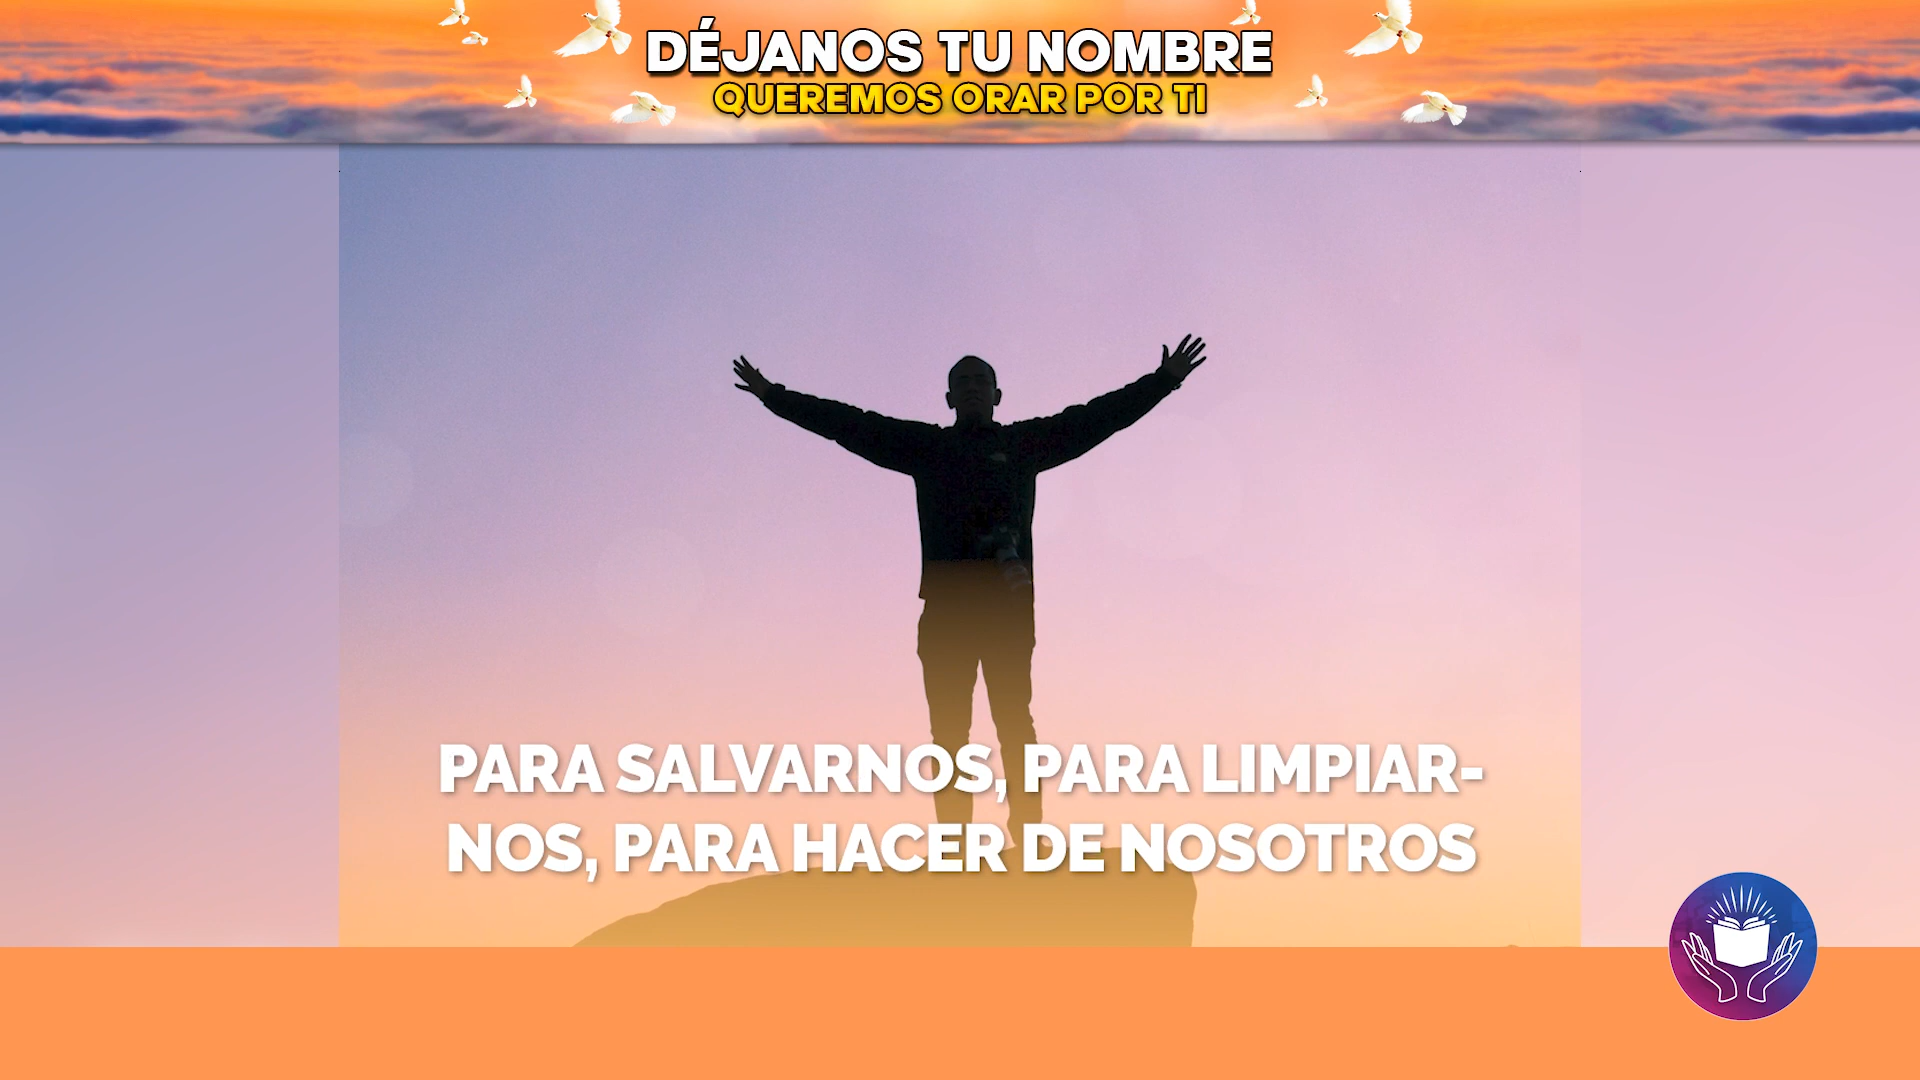 DÉJANOS TU NOMBRE
QUEREMOS ORAR POR TI
PARA SALVARNOS, PARA LIMPIAR-
NOS, PARA HACER DE NOSOTROS